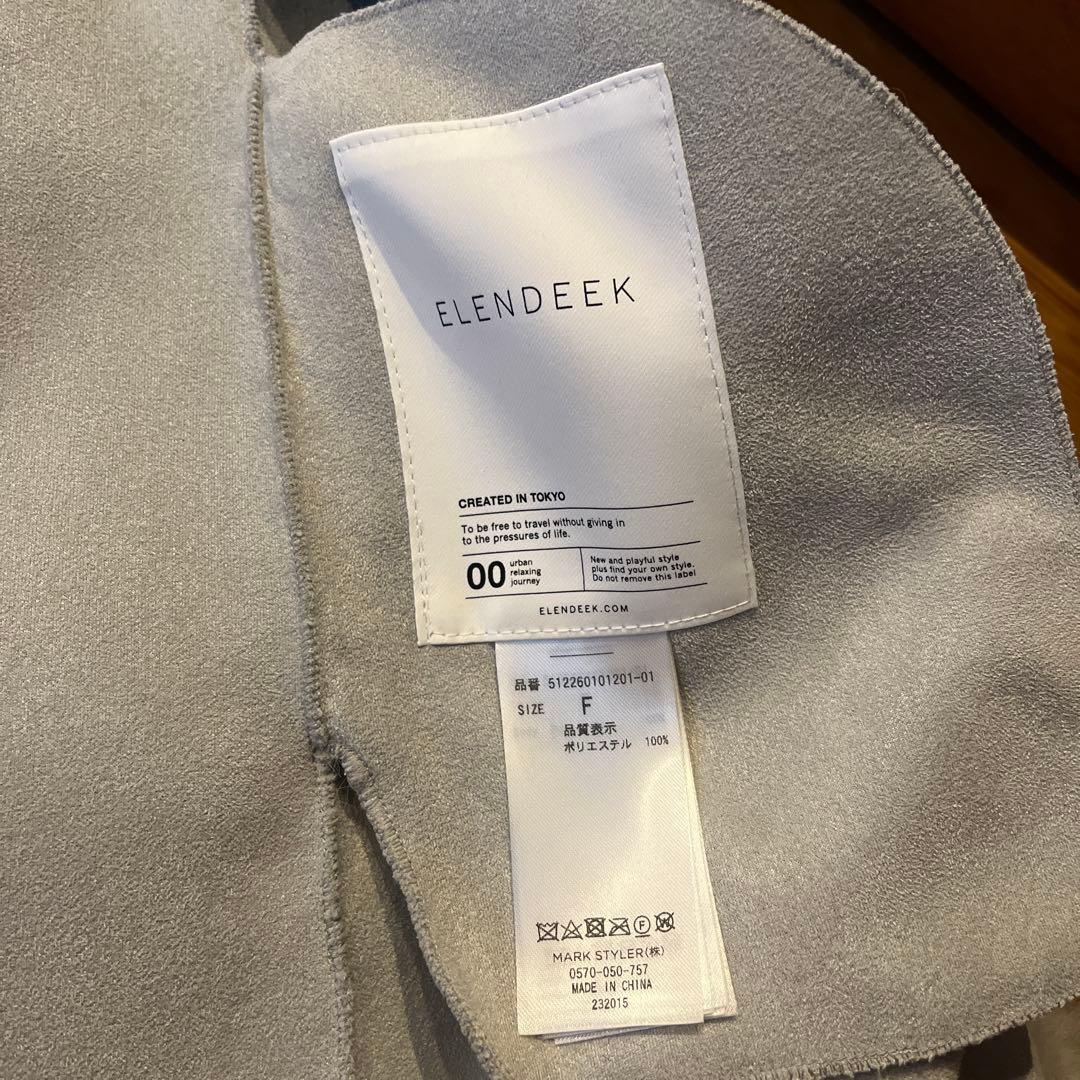 ELENDEEK
CREATED IN TOKYO
To be free to travel without giving in
to the pressures of life.
00
urban
relaxing
journey
New and playful style
plus find your own style.
Do not remove this label
ELENDEEK.COM
品番 512260101201-01
SIZE F
品質表示
ポリエステル 100%
F
W
MARK STYLER(株)
0570-050-757
MADE IN CHINA
232015